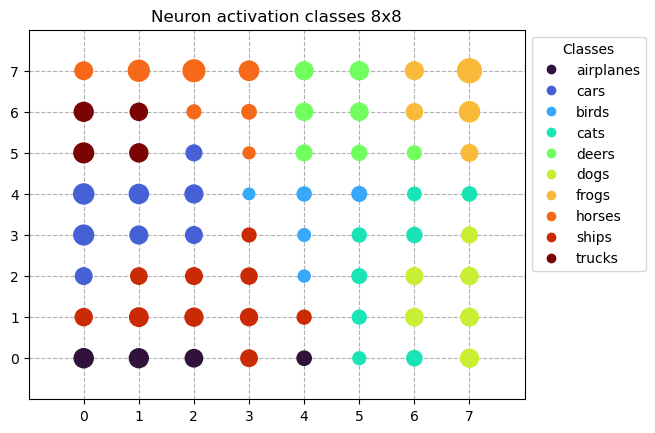 Neuron activation classes 8x8
7
6
5
4
3
2
1
0
0 1 2 3 4 5 6 7
Classes
airplanes
cars
birds
cats
deers
dogs
frogs
horses
ships
trucks